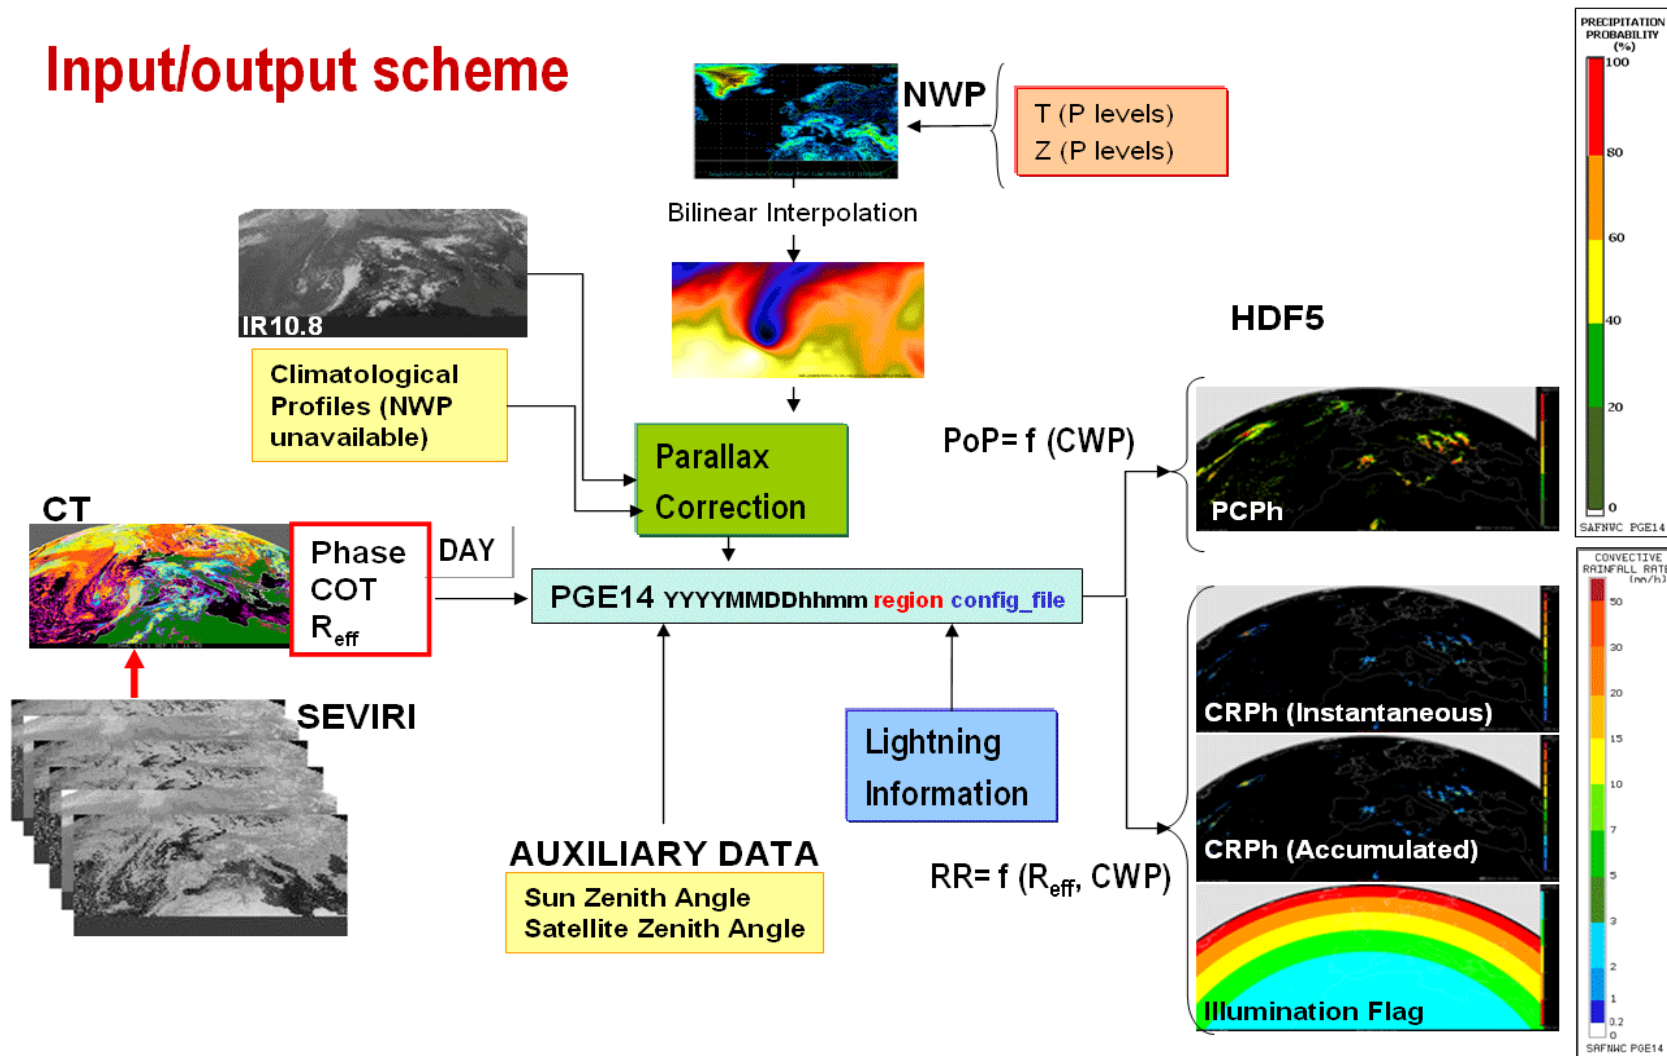 Input/output scheme
NWP
T (P levels)
Z (P levels)
Bilinear Interpolation
IR10.8
Climatological
Profiles (NWP
unavailable)
Parallax
Correction
HDF5
CT
Phase
COT
Reff
DAY
PGE14 YYYYMMDDhhmm region config_file
SEVIRI
Lightning
Information
AUXILIARY DATA
Sun Zenith Angle
Satellite Zenith Angle
PoP= f (CWP)
RR= f (Reff, CWP)
PCPh
CRPh (Instantaneous)
CRPh (Accumulated)
Illumination Flag
PRECIPITATION
PROBABILITY
(%)
100
80
60
40
20
0
SAFNWC PGE14
CONVECTIVE
RAINFALL RATE
(mm/h)
50
30
20
15
10
7
5
3
2
1
0.2
0
SAFNWC PGE14